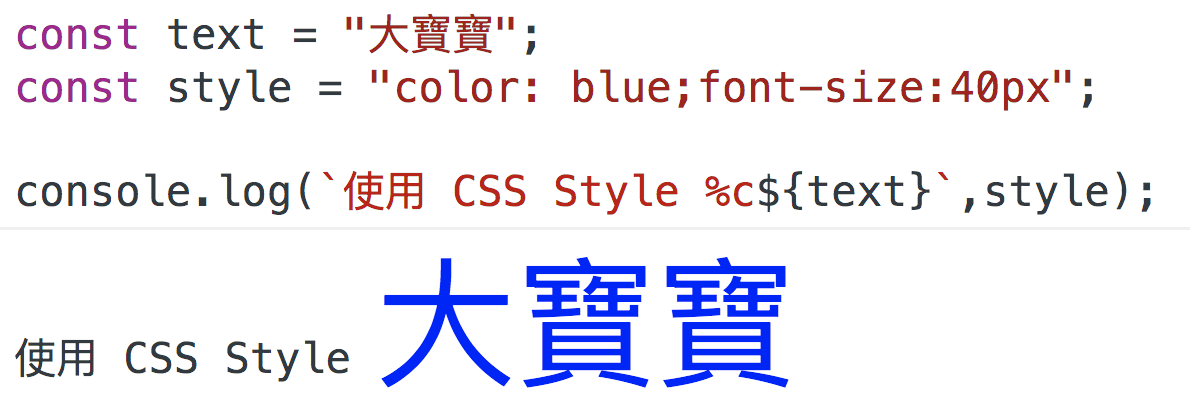 const text = "大寶寶";
const style = "color: blue;font-size:40px";
console.log(`使用 CSS Style %c${text}`,style);
使用 CSS Style 大寶寶